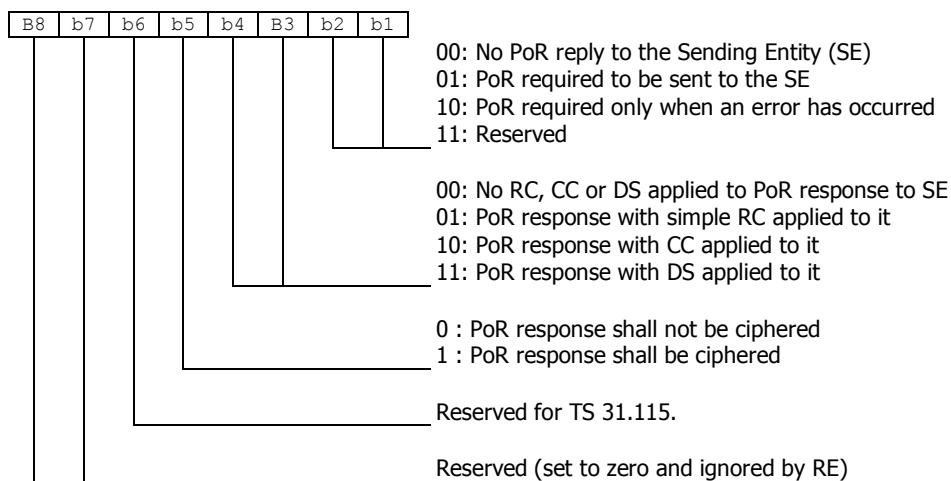 B8 b7 b6 b5 b4 B3 b2 b1
00: No PoR reply to the Sending Entity (SE)
01: PoR required to be sent to the SE
10: PoR required only when an error has occurred
11: Reserved
00: No RC, CC or DS applied to PoR response to SE
01: PoR response with simple RC applied to it
10: PoR response with CC applied to it
11: PoR response with DS applied to it
0 : PoR response shall not be ciphered
1 : PoR response shall be ciphered
Reserved for TS 31.115.
Reserved (set to zero and ignored by RE)